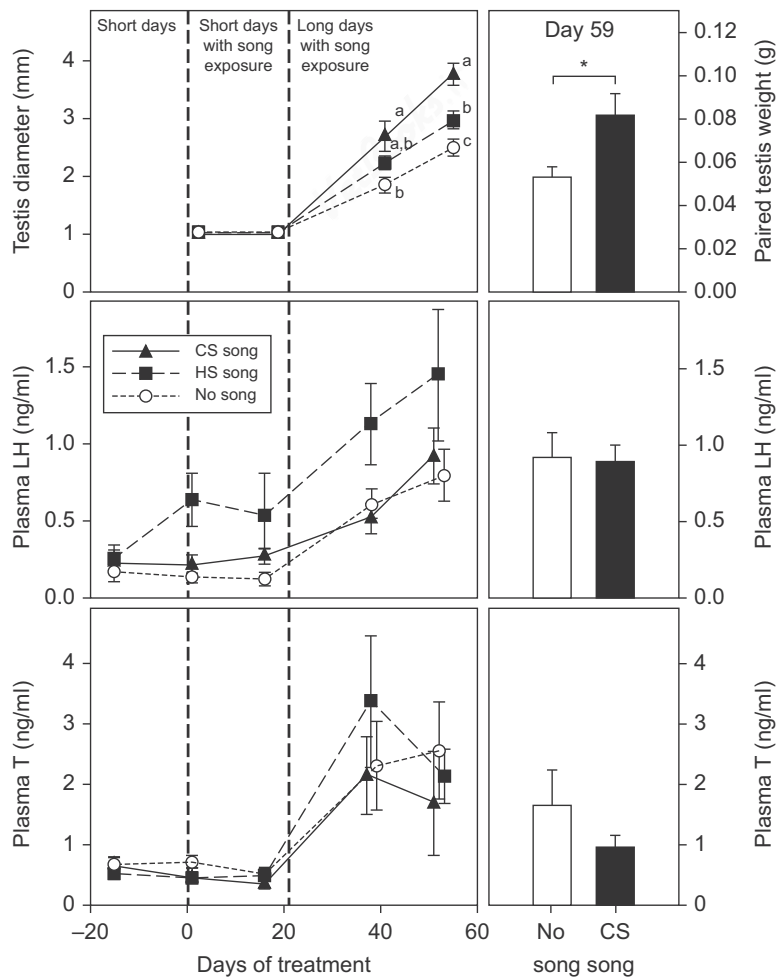 Short days
Short days
with song
exposure
Long days
with song
exposure
Day 59
Testis diameter (mm)
4
3
2
1
0
a
a
a,b
b
b
c
*
0.12
0.10
0.08
0.06
0.04
0.02
0.00
Paired testis weight (g)
Plasma LH (ng/ml)
1.5
1.0
0.5
0.0
CS song
HS song
No song
1.5
1.0
0.5
0.0
Plasma LH (ng/ml)
Plasma T (ng/ml)
4
3
2
1
0
4
3
2
1
0
Plasma T (ng/ml)
–20
0
20
40
60
Days of treatment
No CS
song song